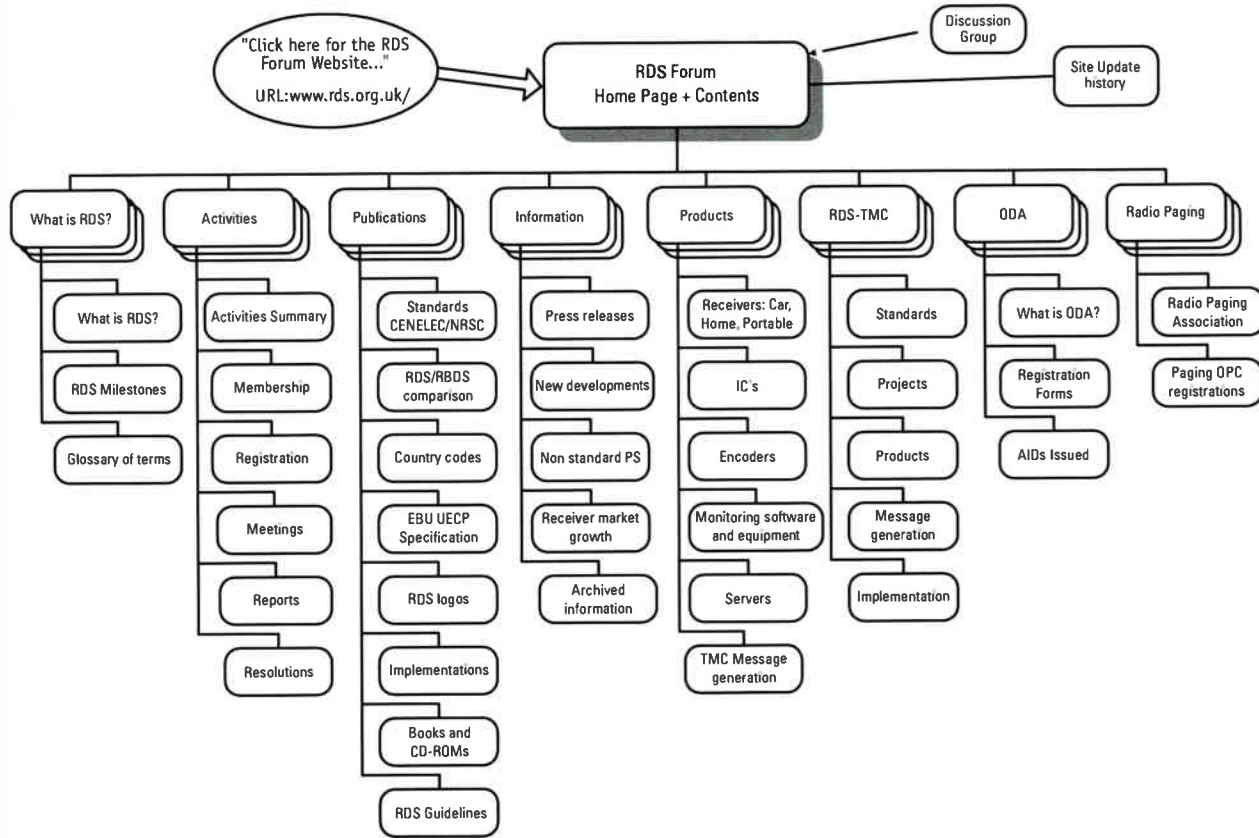 "Click here for the RDS
Forum Website..."
URL:www.rds.org.uk/
RDS Forum
Home Page + Contents
Discussion
Group
Site Update
history
What is RDS?
Activities
Publications
Information
Products
RDS-TMC
ODA
Radio Paging
What is RDS?
RDS Milestones
Glossary of terms
Activities Summary
Membership
Registration
Meetings
Reports
Resolutions
Standards
CENELEC/NRSC
RDS/RBDS
comparison
Country codes
EBU UECP
Specification
RDS logos
Implementations
Books and
CD-ROMs
RDS Guidelines
Press releases
New developments
Non standard PS
Receiver market
growth
Archived
information
Receivers: Car,
Home, Portable
IC's
Encoders
Monitoring software
and equipment
Servers
TMC Message
generation
Standards
Projects
Products
Message
generation
Implementation
What is ODA?
Registration
Forms
AIDs Issued
Radio Paging
Association
Paging OPC
registrations